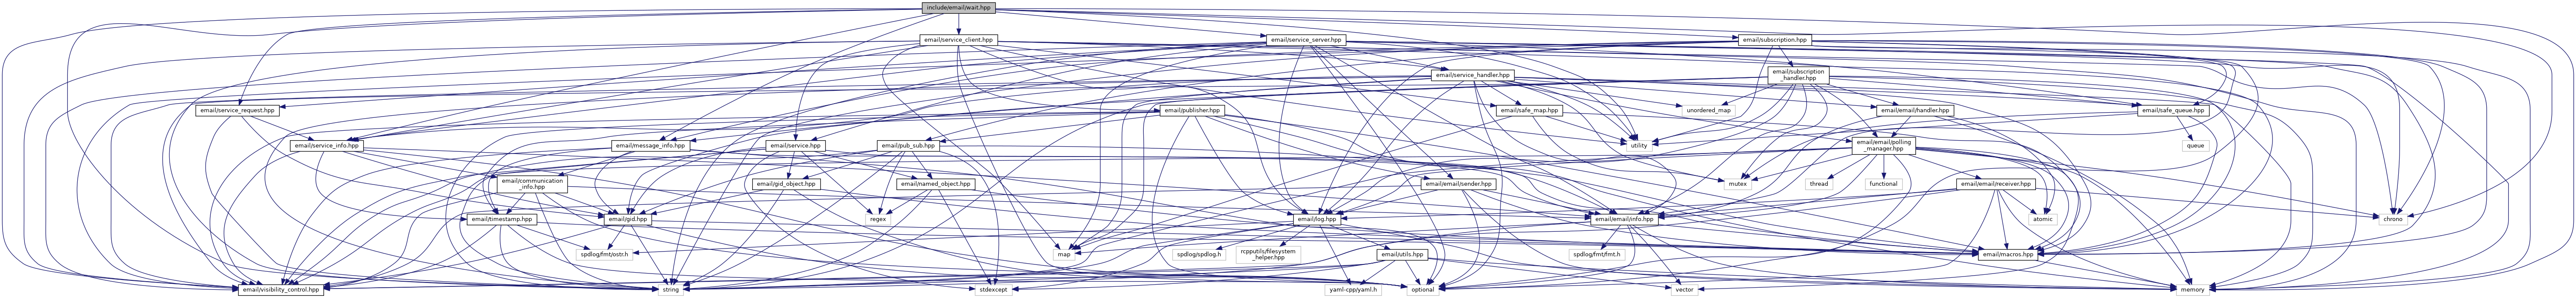 include/email/wait.hpp
email/service_client.hpp
email/service_server.hpp
email/subscription.hpp
email/service_handler.hpp
email/subscription
_handler.hpp
email/service_request.hpp
email/publisher.hpp
email/safe_map.hpp
unordered_map
email/email/handler.hpp
email/safe_queue.hpp
email/service_info.hpp
email/message_info.hpp
email/service.hpp
email/pub_sub.hpp
utility
email/email/polling
_manager.hpp
queue
email/communication
_info.hpp
email/gid_object.hpp
email/named_object.hpp
email/email/sender.hpp
mutex
thread
functional
email/email/receiver.hpp
email/timestamp.hpp
email/gid.hpp
regex
email/log.hpp
email/email/info.hpp
atomic
chrono
spdlog/fmt/ostr.h
map
spdlog/spdlog.h
rcpputils/filesystem
_helper.hpp
email/utils.hpp
spdlog/fmt/fmt.h
email/macros.hpp
email/visibility_control.hpp
string
stdexcept
yaml-cpp/yaml.h
optional
vector
memory